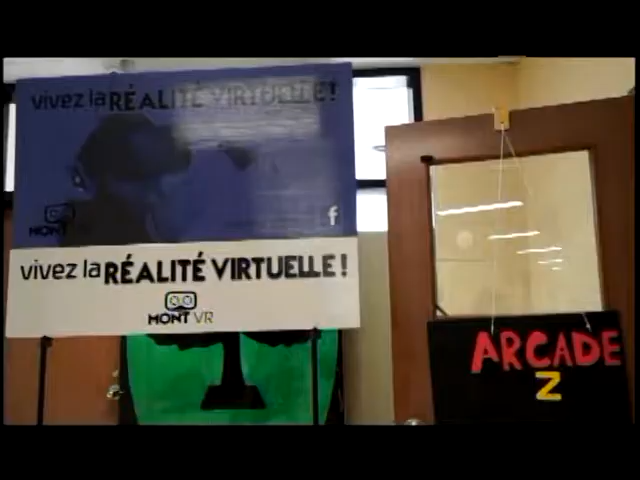 vivez la RÉALITÉ VIRTUELLE!
MONT
f
vivez la RÉALITÉ VIRTUELLE!
MONT VR
ARCADE
Z